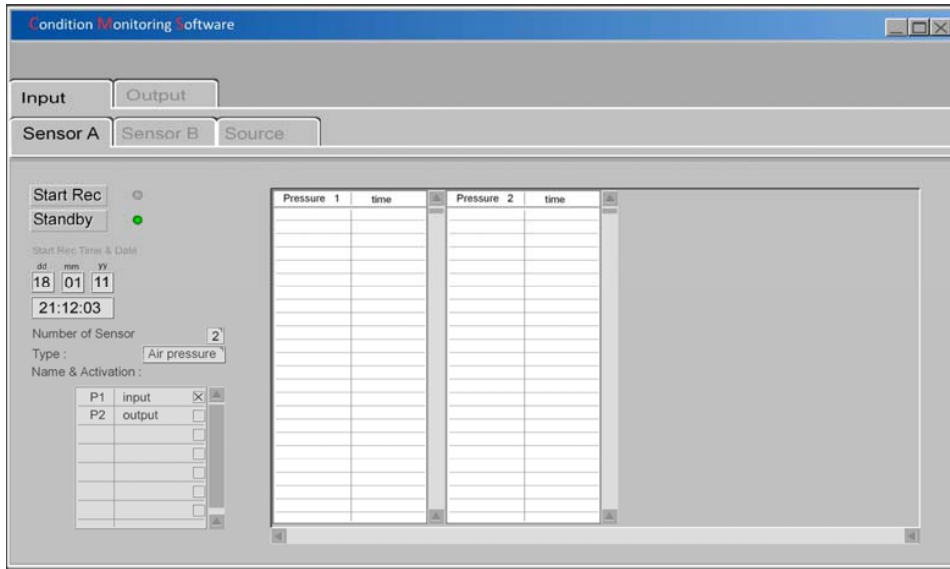 Condition Monitoring Software
Input Output
Sensor A Sensor B Source
Start Rec
Standby
Start Rec Time & Date
dd mm yy
18 01 11
21:12:03
Number of Sensor 2
Type : Air pressure
Name & Activation :
P1 input
P2 output
Pressure 1 time Pressure 2 time